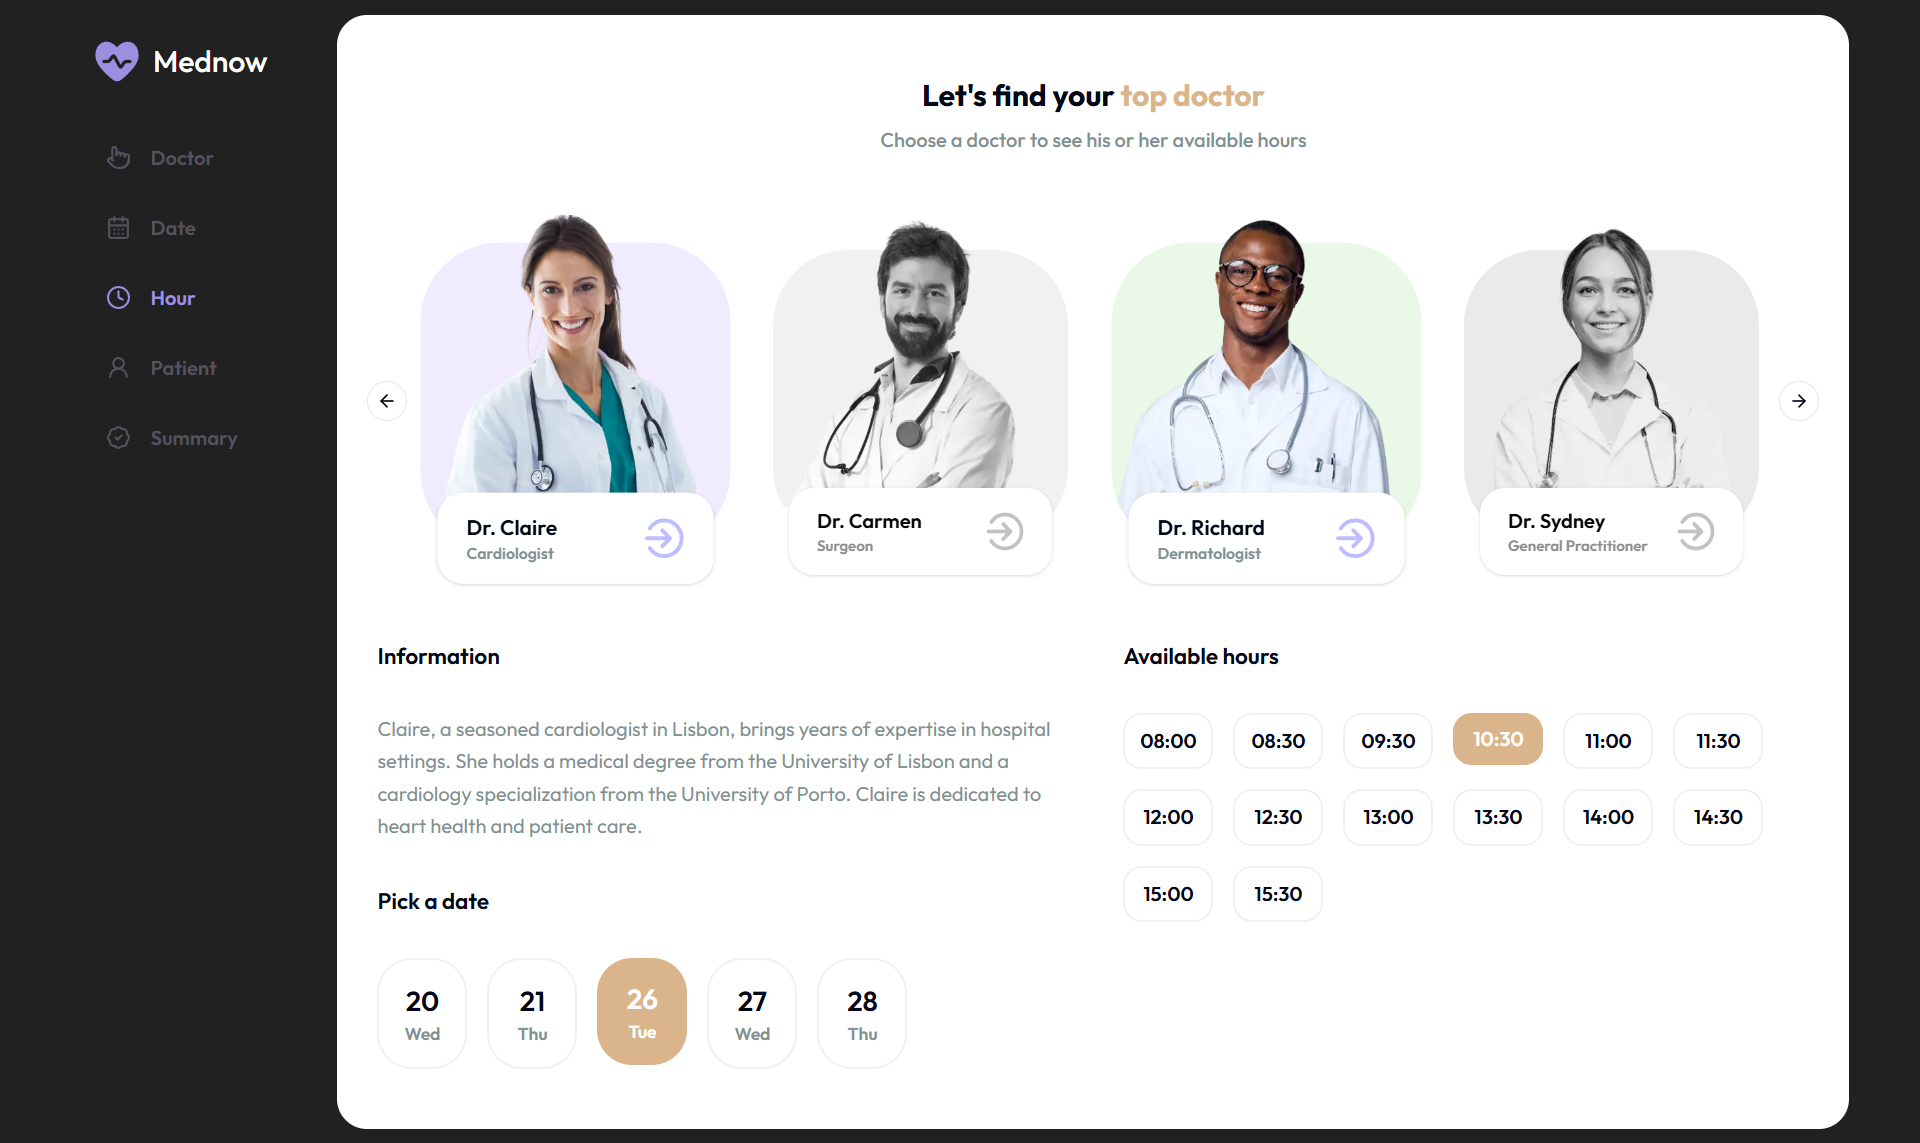 Mednow
Doctor
Date
Hour
Patient
Summary
Let's find your top doctor
Choose a doctor to see his or her available hours
Dr. Claire
Cardiologist
Dr. Carmen
Surgeon
Dr. Richard
Dermatologist
Dr. Sydney
General Practitioner
Information
Claire, a seasoned cardiologist in Lisbon, brings years of expertise in hospital
settings. She holds a medical degree from the University of Lisbon and a
cardiology specialization from the University of Porto. Claire is dedicated to
heart health and patient care.
Pick a date
20 21 26 27 28
Wed Thu Tue Wed Thu
Available hours
08:00 08:30 09:30 10:30 11:00 11:30
12:00 12:30 13:00 13:30 14:00 14:30
15:00 15:30